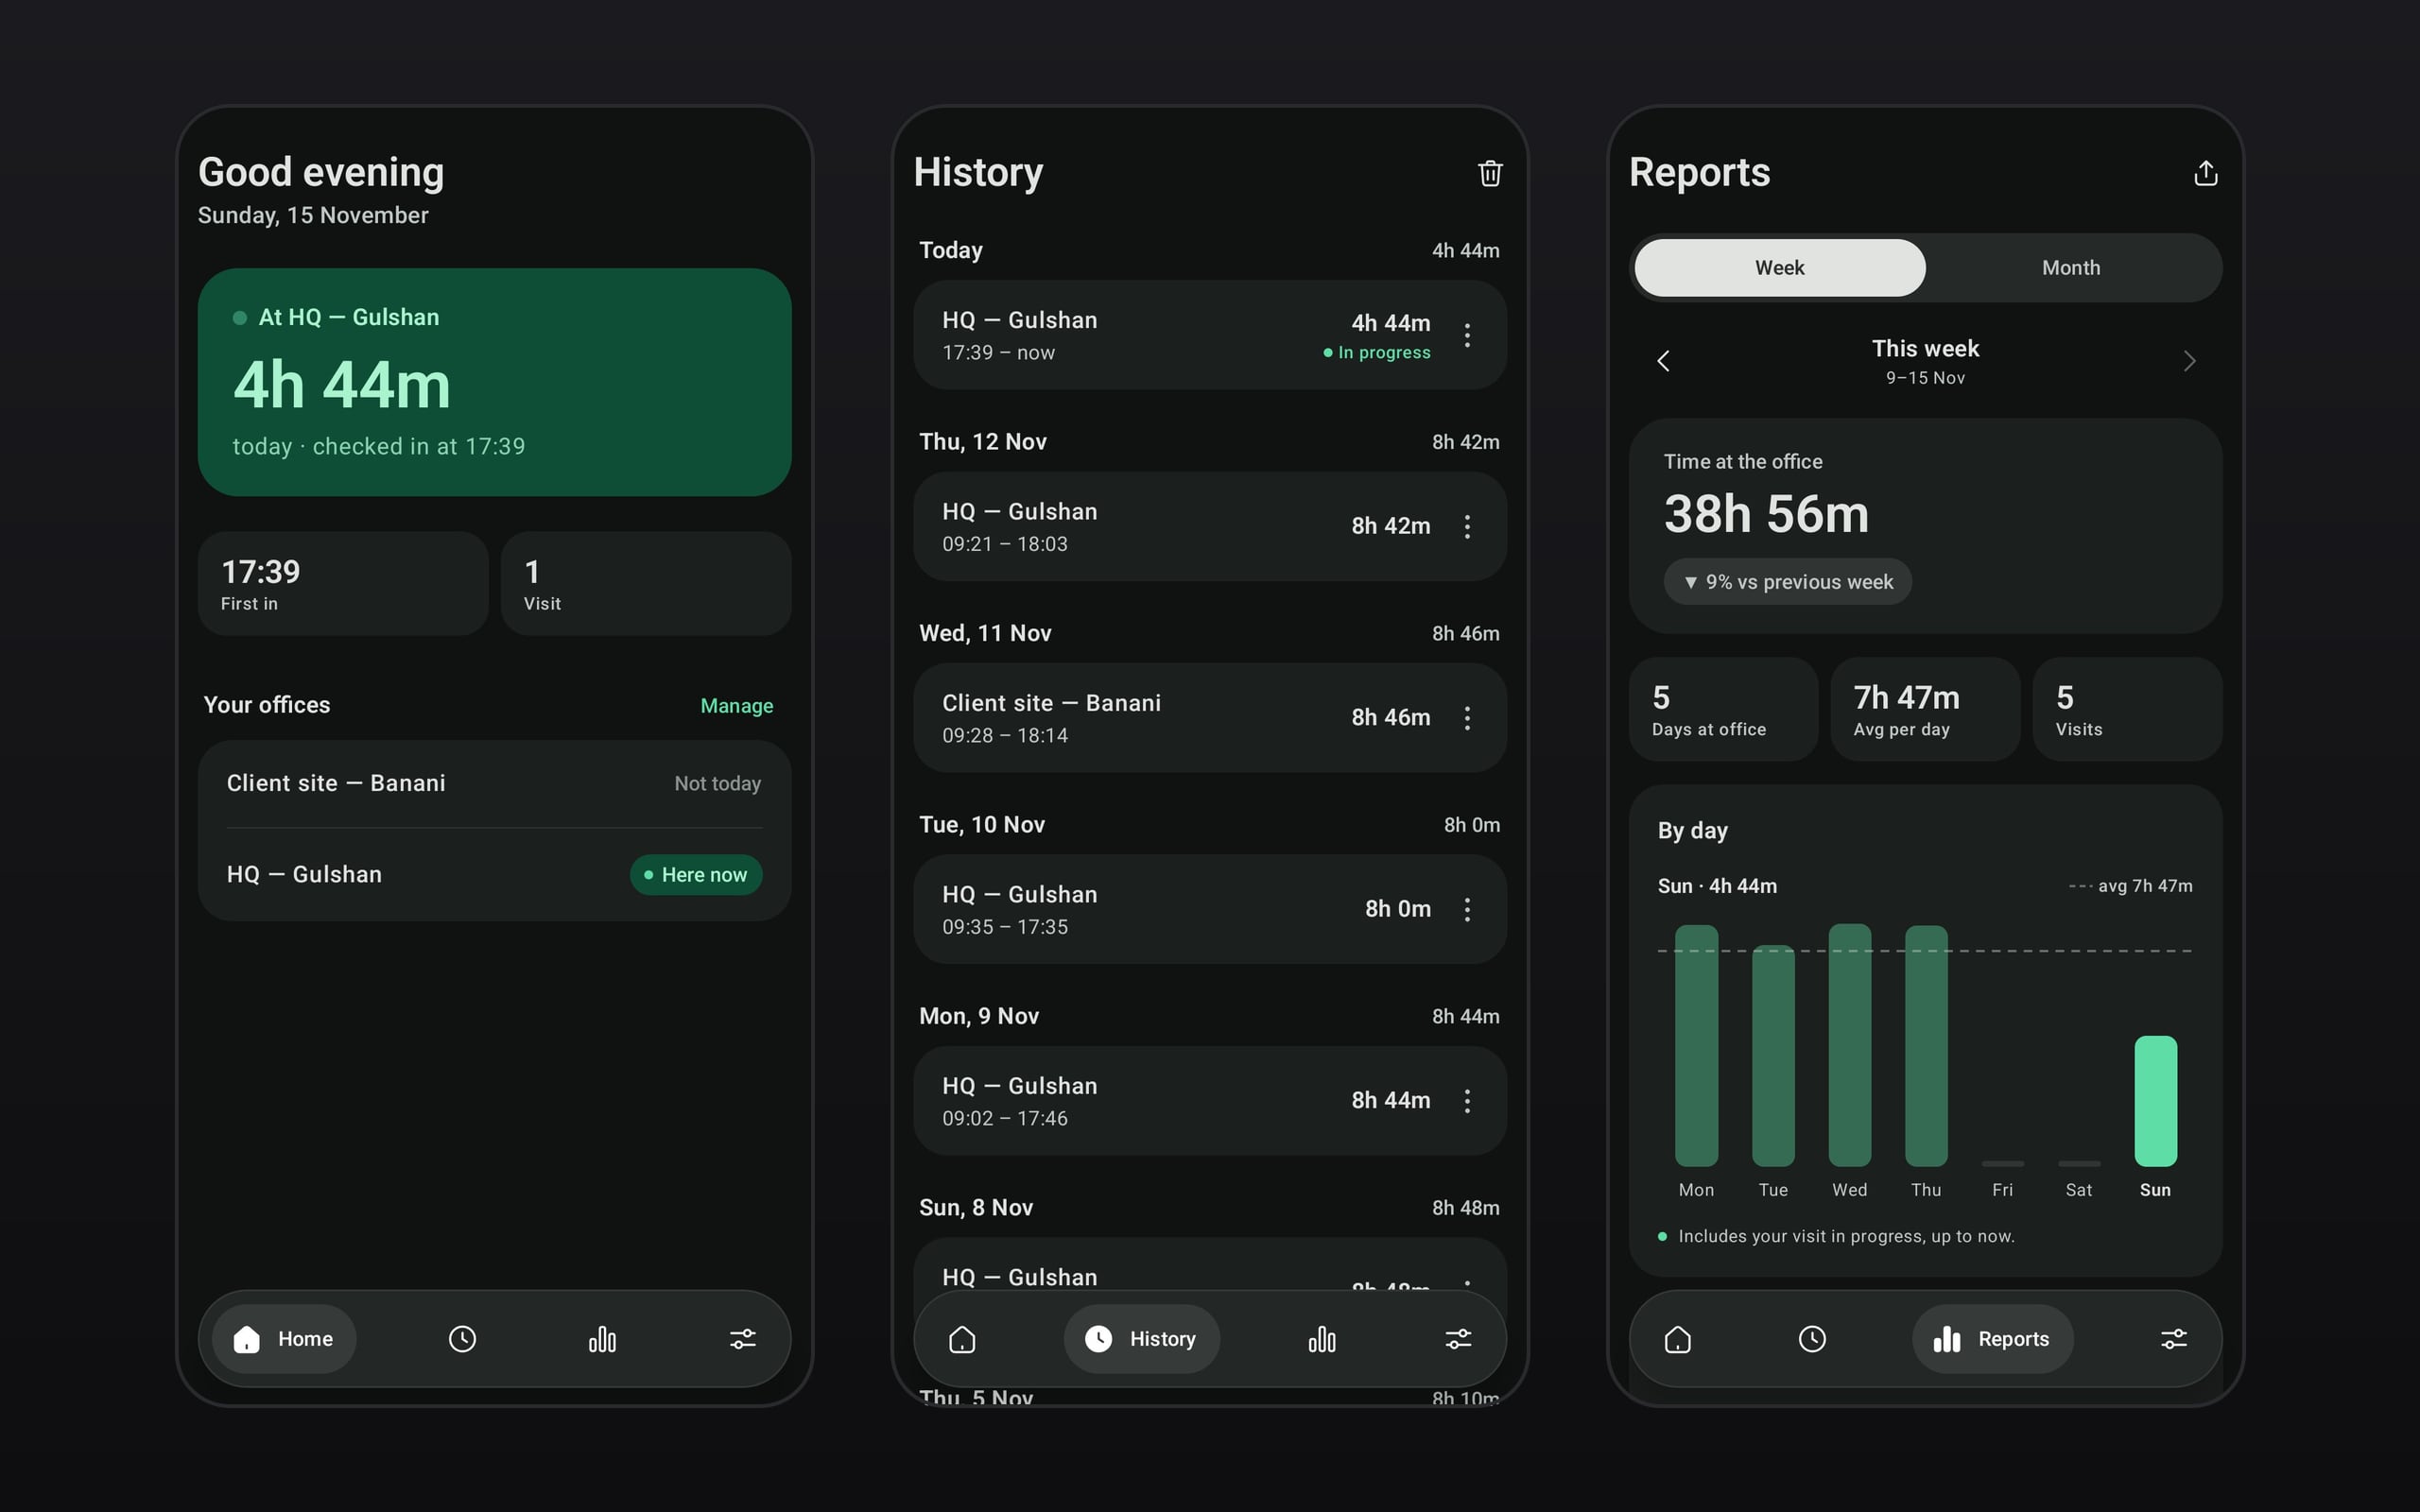 Good evening
Sunday, 15 November
At HQ — Gulshan
4h 44m
today · checked in at 17:39
17:39
First in
1
Visit
Your offices
Manage
Client site — Banani
Not today
HQ — Gulshan
Here now
Home
History
Today
4h 44m
HQ — Gulshan
4h 44m
17:39 – now
In progress
Thu, 12 Nov
8h 42m
HQ — Gulshan
8h 42m
09:21 – 18:03
Wed, 11 Nov
8h 46m
Client site — Banani
8h 46m
09:28 – 18:14
Tue, 10 Nov
8h 0m
HQ — Gulshan
8h 0m
09:35 – 17:35
Mon, 9 Nov
8h 44m
HQ — Gulshan
8h 44m
09:02 – 17:46
Sun, 8 Nov
8h 48m
HQ — Gulshan
8h 48m
History
Thu, 5 Nov
8h 10m
Reports
Week
Month
This week
9–15 Nov
Time at the office
38h 56m
▼ 9% vs previous week
5
Days at office
7h 47m
Avg per day
5
Visits
By day
Sun · 4h 44m
avg 7h 47m
Mon Tue Wed Thu Fri Sat Sun
Includes your visit in progress, up to now.
Reports